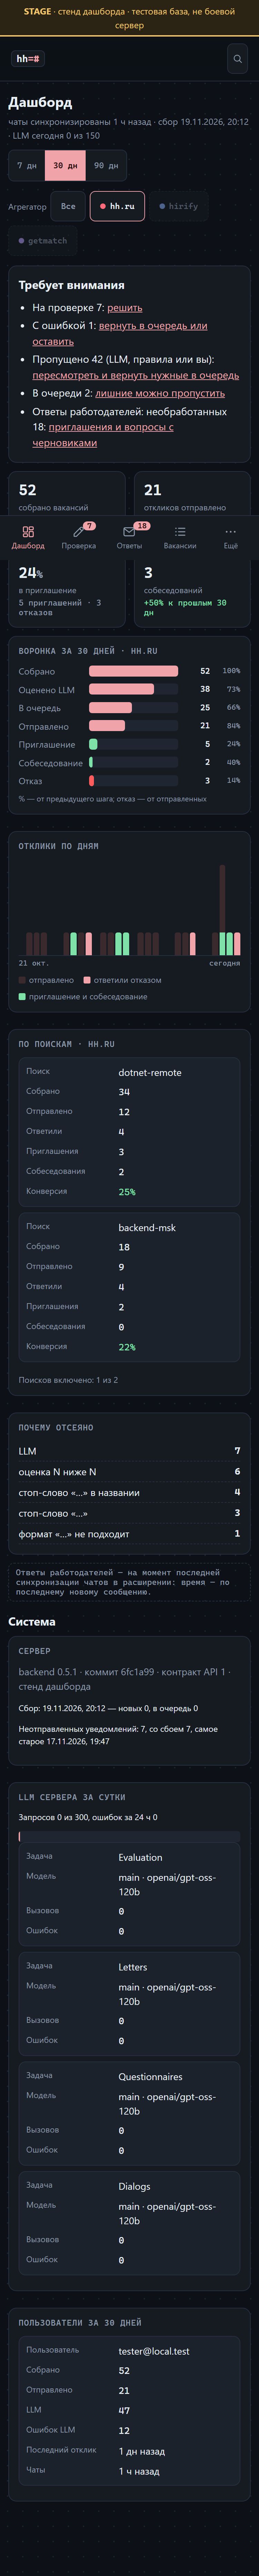 STAGE · стенд дашборда · тестовая база, не боевой
сервер
hh=#
Дашборд
чаты синхронизированы 1 ч назад · сбор 19.11.2026, 20:12
· LLM сегодня 0 из 150
7 дн 30 дн 90 дн
Агрегатор Все hh.ru hirify
getmatch
Требует внимания
• На проверке 7: решить
• С ошибкой 1: вернуть в очередь или
оставить
• Пропущено 42 (LLM, правила или вы):
пересмотреть и вернуть нужные в очередь
• В очереди 2: лишние можно пропустить
• Ответы работодателей: необработанных
18: приглашения и вопросы с
черновиками
52 21
собрано вакансий откликов отправлено
7 18
Дашборд Проверка Ответы Вакансии Ещё
24% 3
в приглашение собеседований
5 приглашений · 3 +50% к прошлым 30
отказов дн
ВОРОНКА ЗА 30 ДНЕЙ · HH.RU
Собрано 52 100%
Оценено LLM 38 73%
В очередь 25 66%
Отправлено 21 84%
Приглашение 5 24%
Собеседование 2 40%
Отказ 3 14%
% — от предыдущего шага; отказ — от отправленных
ОТКЛИКИ ПО ДНЯМ
21 окт. сегодня
отправлено ответили отказом
приглашение и собеседование
ПО ПОИСКАМ · HH.RU
Поиск dotnet-remote
Собрано 34
Отправлено 12
Ответили 4
Приглашения 3
Собеседования 2
Конверсия 25%
Поиск backend-msk
Собрано 18
Отправлено 9
Ответили 4
Приглашения 2
Собеседования 0
Конверсия 22%
Поисков включено: 1 из 2
ПОЧЕМУ ОТСЕЯНО
LLM 7
оценка N ниже N 6
стоп-слово «…» в названии 4
стоп-слово «…» 3
формат «…» не подходит 1
Ответы работодателей — на момент последней
синхронизации чатов в расширении: время — по
последнему новому сообщению.
Система
СЕРВЕР
backend 0.5.1 · коммит 6fc1a99 · контракт API 1 ·
стенд дашборда
Сбор: 19.11.2026, 20:12 — новых 0, в очередь 0
Неотправленных уведомлений: 7, со сбоем 7, самое
старое 17.11.2026, 19:47
LLM СЕРВЕРА ЗА СУТКИ
Запросов 0 из 300, ошибок за 24 ч 0
Задача Evaluation
Модель main · openai/gpt-oss-
120b
Вызовов 0
Ошибок 0
Задача Letters
Модель main · openai/gpt-oss-
120b
Вызовов 0
Ошибок 0
Задача Questionnaires
Модель main · openai/gpt-oss-
120b
Вызовов 0
Ошибок 0
Задача Dialogs
Модель main · openai/gpt-oss-
120b
Вызовов 0
Ошибок 0
ПОЛЬЗОВАТЕЛИ ЗА 30 ДНЕЙ
Пользователь tester@local.test
Собрано 52
Отправлено 21
LLM 47
Ошибок LLM 12
Последний отклик 1 дн назад
Чаты 1 ч назад